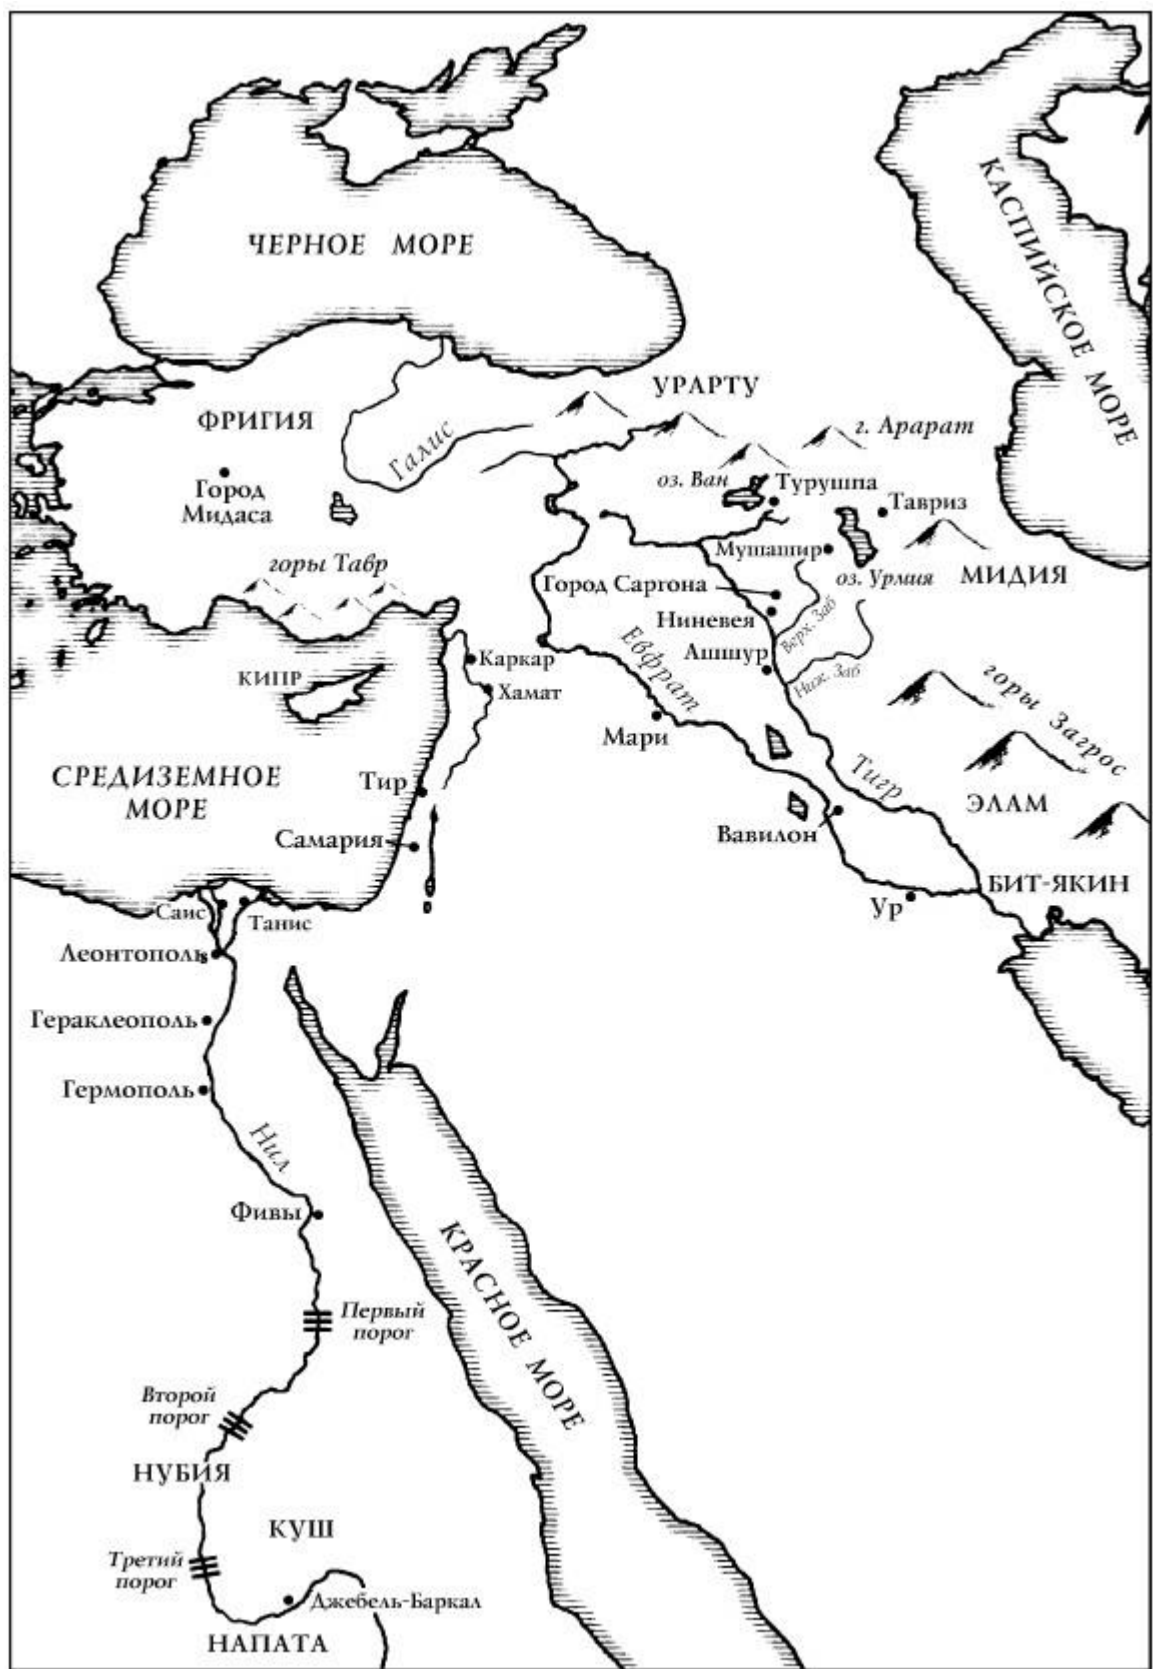 ЧЕРНОЕ МОРЕ
КАСПИЙСКОЕ МОРЕ
УРАРТУ
ФРИГИЯ
Галис
г. Арарат
оз. Ван
Турушпа
Город
Мидаса
Тавриз
Мушашир
оз. Урмия
МИДИЯ
горы Тавр
Город Саргона
Ниневея
Верх. Заб
Ашшур
Ниж. Заб
Евфрат
Каркар
КИПР
Хамат
горы Загрос
Мари
СРЕДИЗЕМНОЕ
МОРЕ
Тир
Тигр
ЭЛАМ
Вавилон
Самария
БИТ-ЯКИН
Ур
Саис
Танис
Леонтополь
Гераклеополь
Гермополь
Нил
Фивы
КРАСНОЕ МОРЕ
Первый
порог
Второй
порог
НУБИЯ
КУШ
Третий
порог
Джебель-Баркал
НАПАТА